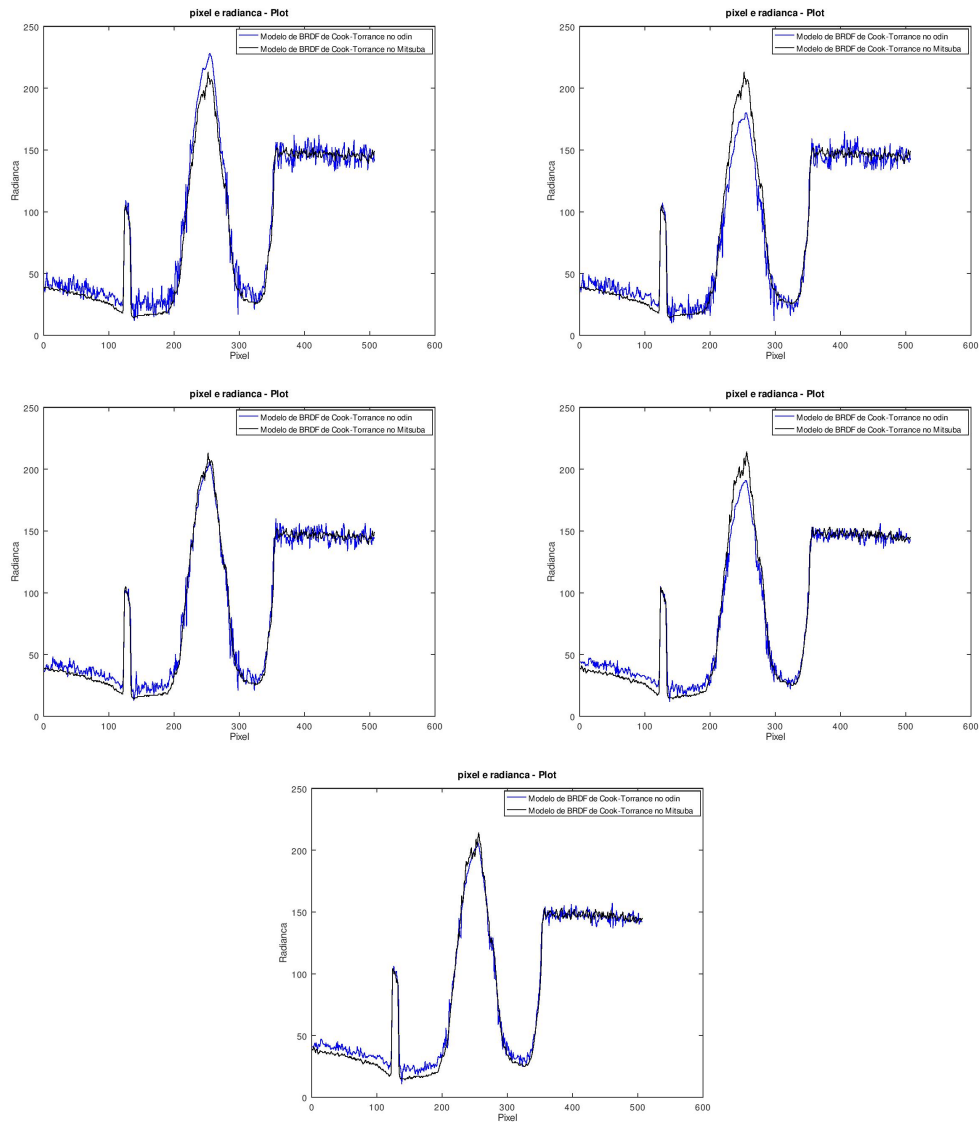 pixel e radianca - Plot
Modelo de BRDF de Cook-Torrance no odin
Modelo de BRDF de Cook-Torrance no Mitsuba
Radianca
250
200
150
100
50
0
0 100 200 300 400 500 600
Pixel
pixel e radianca - Plot
Modelo de BRDF de Cook-Torrance no odin
Modelo de BRDF de Cook-Torrance no Mitsuba
Radianca
250
200
150
100
50
0
0 100 200 300 400 500 600
Pixel
pixel e radianca - Plot
Modelo de BRDF de Cook-Torrance no odin
Modelo de BRDF de Cook-Torrance no Mitsuba
Radianca
250
200
150
100
50
0
0 100 200 300 400 500 600
Pixel
pixel e radianca - Plot
Modelo de BRDF de Cook-Torrance no odin
Modelo de BRDF de Cook-Torrance no Mitsuba
Radianca
250
200
150
100
50
0
0 100 200 300 400 500 600
Pixel
pixel e radianca - Plot
Modelo de BRDF de Cook-Torrance no odin
Modelo de BRDF de Cook-Torrance no Mitsuba
Radianca
250
200
150
100
50
0
0 100 200 300 400 500 600
Pixel